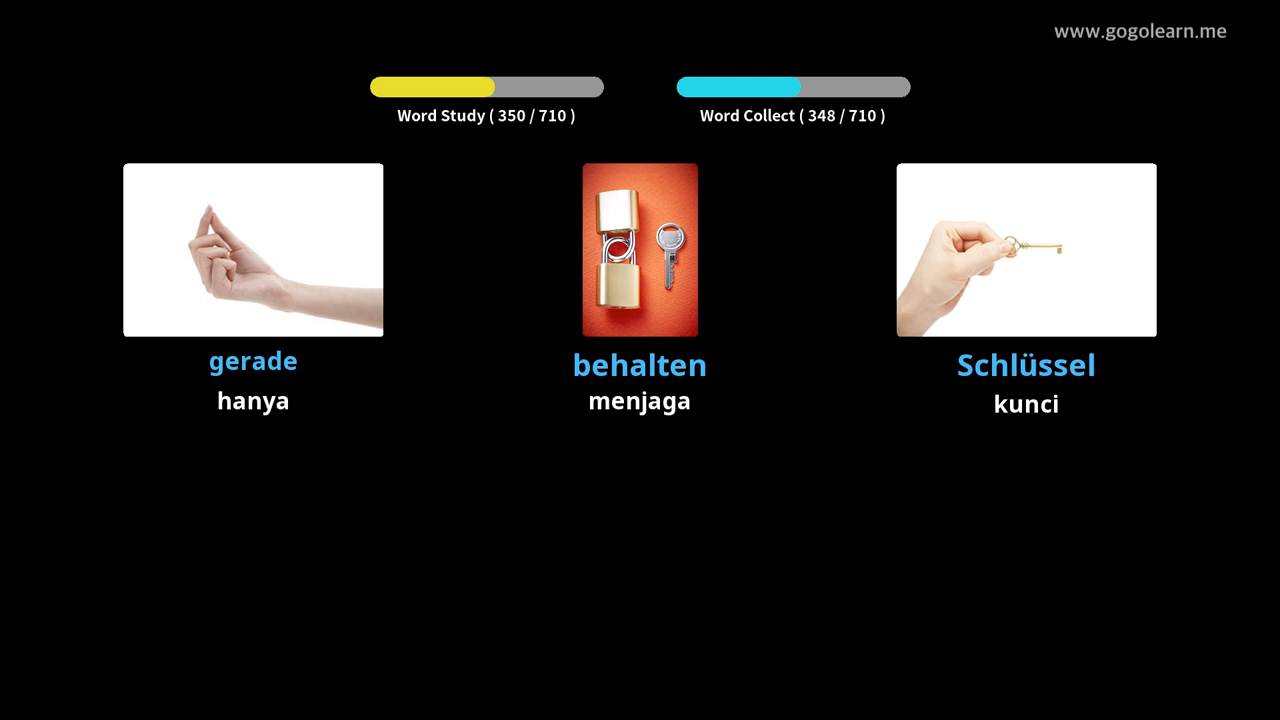 www.gogolearn.me
Word Study ( 350 / 710 )
Word Collect ( 348 / 710 )
gerade
hanya
behalten
menjaga
Schlüssel
kunci